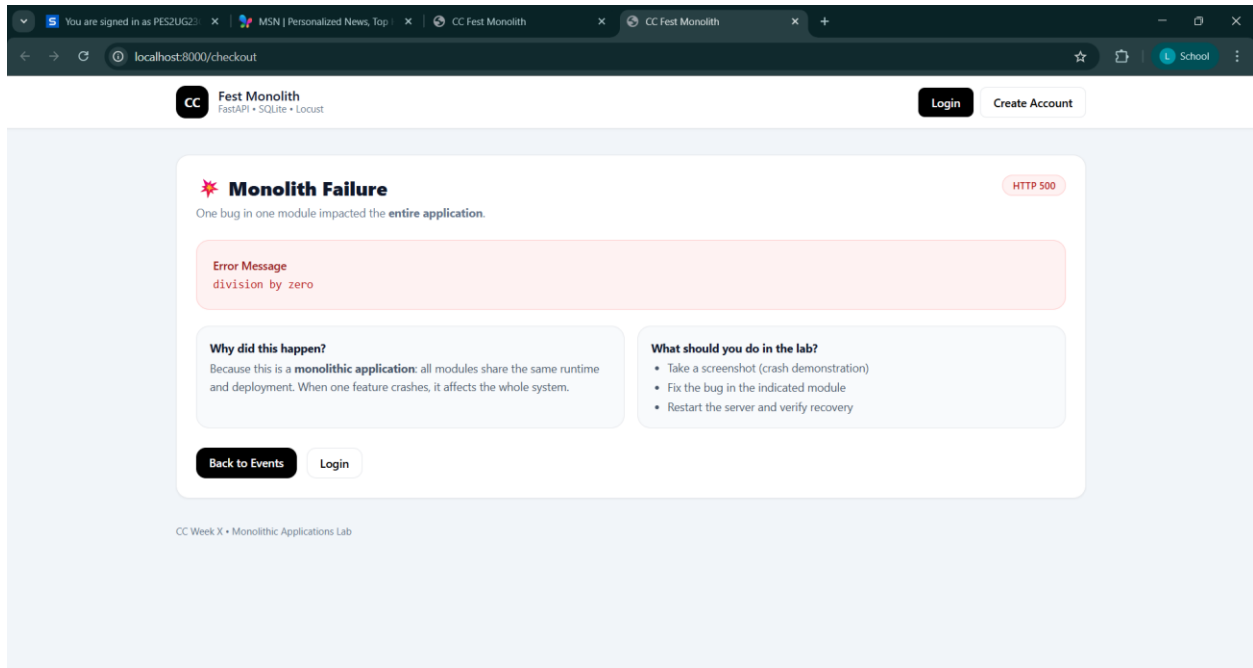 You are signed in as PES2UG23
MSN | Personalized News, Top
CC Fest Monolith
CC Fest Monolith
localhost:8000/checkout
L School
CC
Fest Monolith
FastAPI • SQLite • Locust
Login
Create Account
Monolith Failure
HTTP 500
One bug in one module impacted the entire application.
Error Message
division by zero
Why did this happen?
Because this is a monolithic application: all modules share the same runtime
and deployment. When one feature crashes, it affects the whole system.
What should you do in the lab?
• Take a screenshot (crash demonstration)
• Fix the bug in the indicated module
• Restart the server and verify recovery
Back to Events
Login
CC Week X • Monolithic Applications Lab